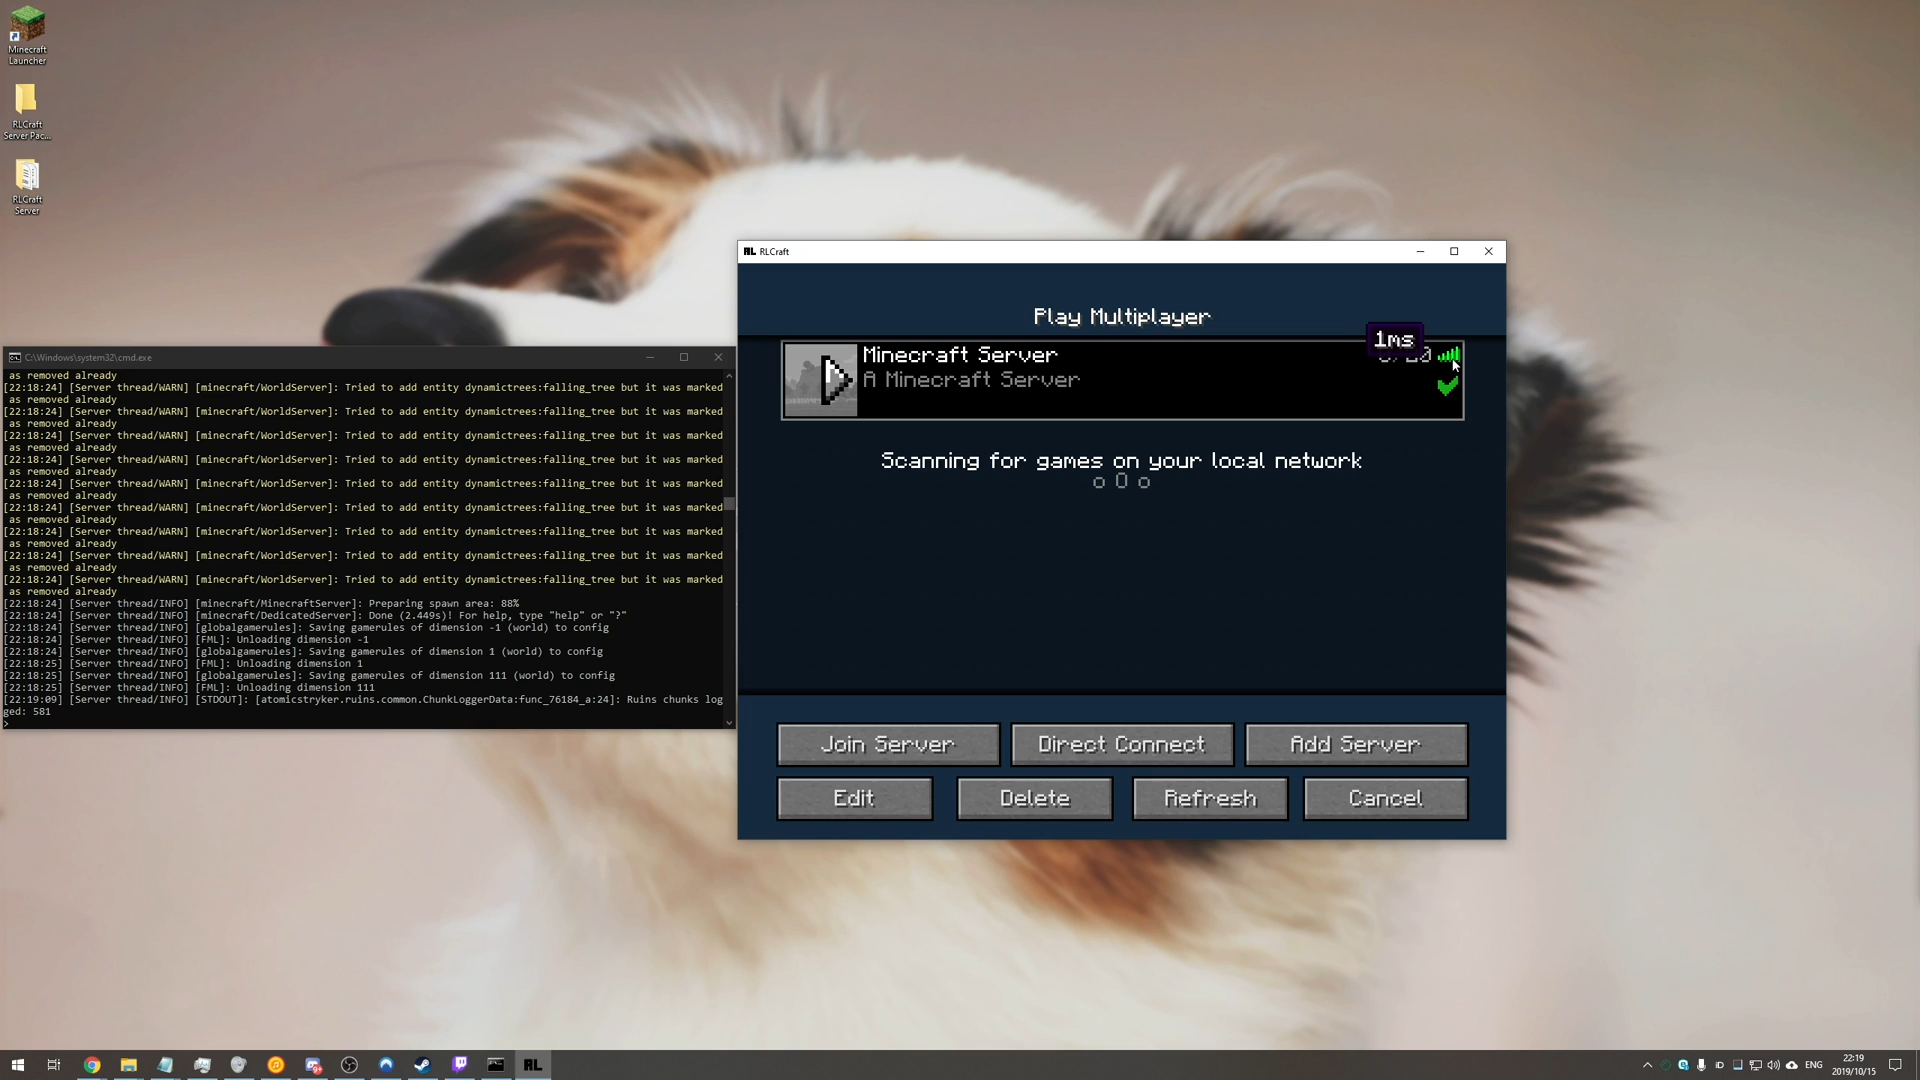 Minecraft
Launcher
RLCraft
Server Pac...
RLCraft
Server
C:\Windows\system32\cmd.exe
as removed already
[22:18:24] [Server thread/WARN] [minecraft/WorldServer]: Tried to add entity dynamictrees:falling_tree but it was marked
as removed already
[22:18:24] [Server thread/WARN] [minecraft/WorldServer]: Tried to add entity dynamictrees:falling_tree but it was marked
as removed already
[22:18:24] [Server thread/WARN] [minecraft/WorldServer]: Tried to add entity dynamictrees:falling_tree but it was marked
as removed already
[22:18:24] [Server thread/WARN] [minecraft/WorldServer]: Tried to add entity dynamictrees:falling_tree but it was marked
as removed already
[22:18:24] [Server thread/WARN] [minecraft/WorldServer]: Tried to add entity dynamictrees:falling_tree but it was marked
as removed already
[22:18:24] [Server thread/WARN] [minecraft/WorldServer]: Tried to add entity dynamictrees:falling_tree but it was marked
as removed already
[22:18:24] [Server thread/WARN] [minecraft/WorldServer]: Tried to add entity dynamictrees:falling_tree but it was marked
as removed already
[22:18:24] [Server thread/WARN] [minecraft/WorldServer]: Tried to add entity dynamictrees:falling_tree but it was marked
as removed already
[22:18:24] [Server thread/WARN] [minecraft/WorldServer]: Tried to add entity dynamictrees:falling_tree but it was marked
as removed already
[22:18:24] [Server thread/INFO] [minecraft/MinecraftServer]: Preparing spawn area: 88%
[22:18:24] [Server thread/INFO] [minecraft/DedicatedServer]: Done (2.449s)! For help, type "help" or "?"
[22:18:24] [Server thread/INFO] [globalgamerules]: Saving gamerules of dimension -1 (world) to config
[22:18:24] [Server thread/INFO] [FML]: Unloading dimension -1
[22:18:24] [Server thread/INFO] [globalgamerules]: Saving gamerules of dimension 1 (world) to config
[22:18:25] [Server thread/INFO] [FML]: Unloading dimension 1
[22:18:25] [Server thread/INFO] [globalgamerules]: Saving gamerules of dimension 111 (world) to config
[22:18:25] [Server thread/INFO] [FML]: Unloading dimension 111
[22:19:09] [Server thread/INFO] [STDOUT]: [atomicstryker.ruins.common.ChunkLoggerData:func_76184_a:24]: Ruins chunks log
ged: 581
>
RL RLCraft
Play Multiplayer
1ms
Minecraft Server
A Minecraft Server
Scanning for games on your local network
o O o
Join Server
Direct Connect
Add Server
Edit
Delete
Refresh
Cancel
RL
ENG
22:19
2019/10/15